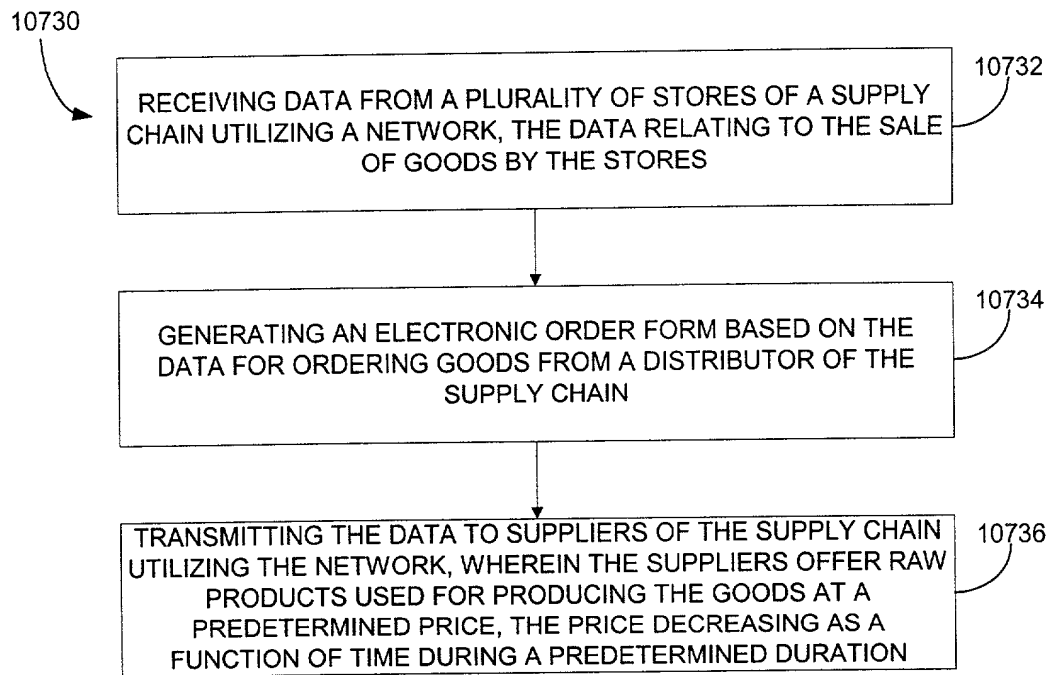 10730
10732
RECEIVING DATA FROM A PLURALITY OF STORES OF A SUPPLY
CHAIN UTILIZING A NETWORK, THE DATA RELATING TO THE SALE
OF GOODS BY THE STORES
10734
GENERATING AN ELECTRONIC ORDER FORM BASED ON THE
DATA FOR ORDERING GOODS FROM A DISTRIBUTOR OF THE
SUPPLY CHAIN
10736
TRANSMITTING THE DATA TO SUPPLIERS OF THE SUPPLY CHAIN
UTILIZING THE NETWORK, WHEREIN THE SUPPLIERS OFFER RAW
PRODUCTS USED FOR PRODUCING THE GOODS AT A
PREDETERMINED PRICE, THE PRICE DECREASING AS A
FUNCTION OF TIME DURING A PREDETERMINED DURATION